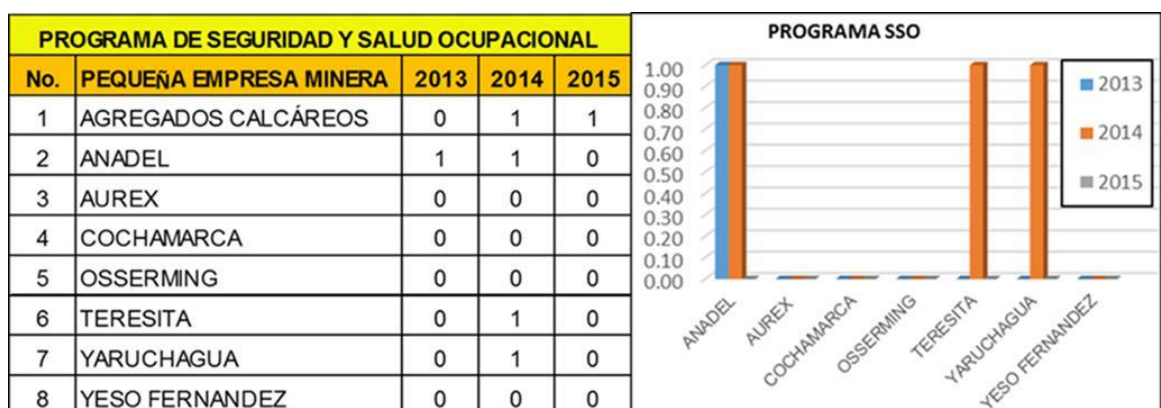 PROGRAMA DE SEGURIDAD Y SALUD OCUPACIONAL
No. PEQUEÑA EMPRESA MINERA 2013 2014 2015
1 AGREGADOS CALCÁREOS 0 1 1
2 ANADEL 1 1 0
3 AUREX 0 0 0
4 COCHAMARCA 0 0 0
5 OSSERMING 0 0 0
6 TERESITA 0 1 0
7 YARUCHAGUA 0 1 0
8 YESO FERNANDEZ 0 0 0
PROGRAMA SSO
1.00
0.90
0.80
0.70
0.60
0.50
0.40
0.30
0.20
0.10
0.00
ANADEL
AUREX
COCHAMARCA
OSSERMING
TERESITA
YARUCHAGUA
YESO FERNANDEZ
2013
2014
2015